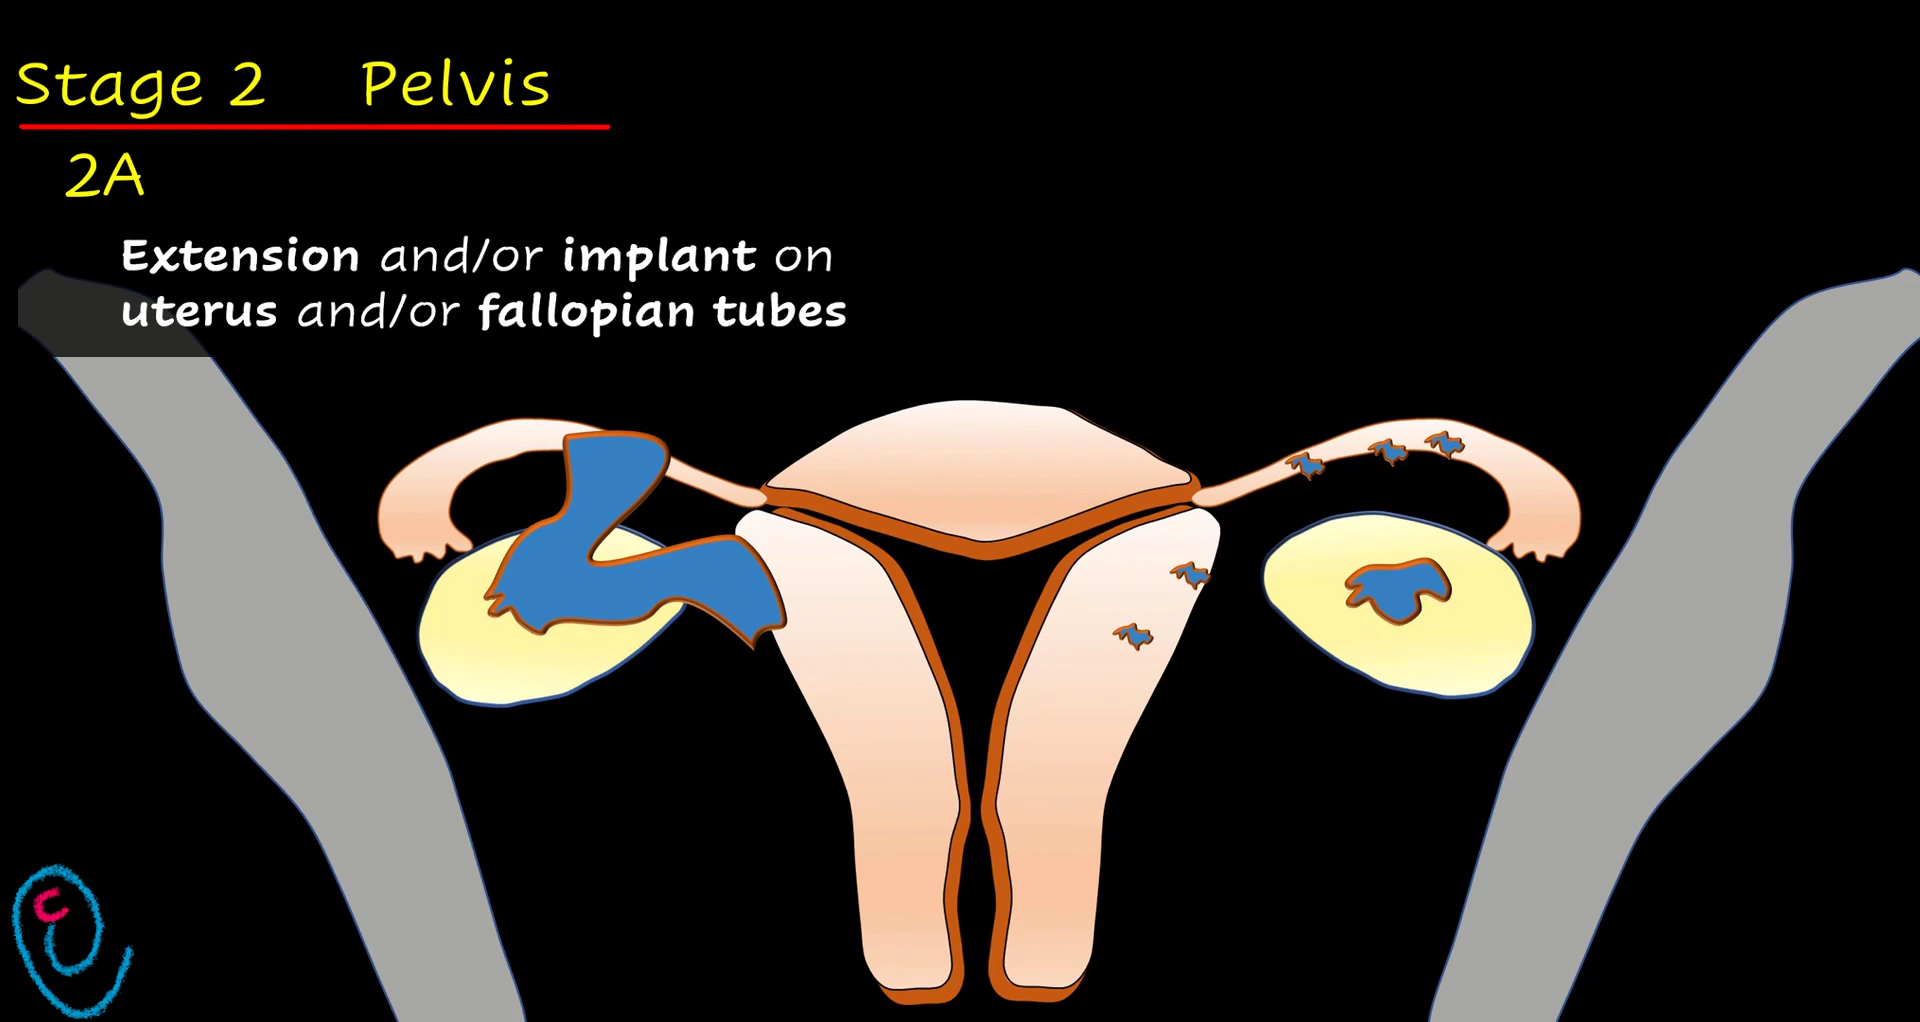 Stage 2 Pelvis
2A
Extension and/or implant on
uterus and/or fallopian tubes